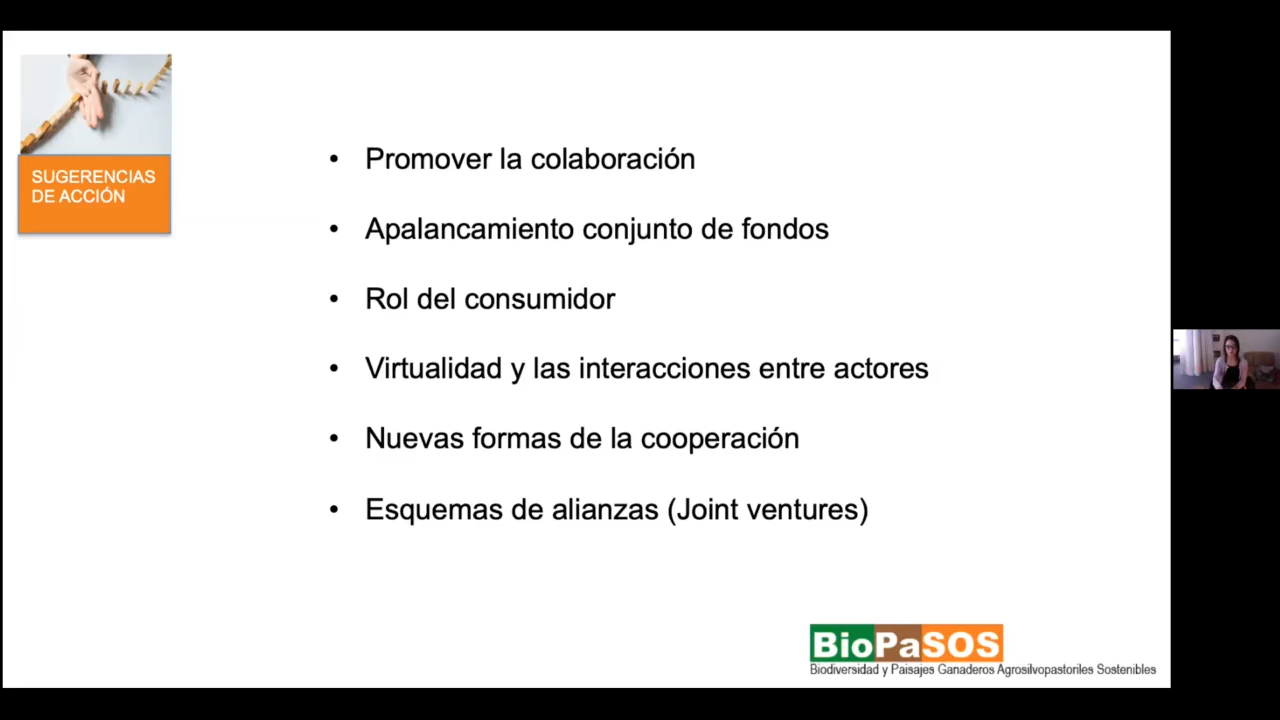 SUGERENCIAS
DE ACCIÓN
• Promover la colaboración
• Apalancamiento conjunto de fondos
• Rol del consumidor
• Virtualidad y las interacciones entre actores
• Nuevas formas de la cooperación
• Esquemas de alianzas (Joint ventures)
BioPaSOS
Biodiversidad y Paisajes Ganaderos Agrosilvopastoriles Sostenibles